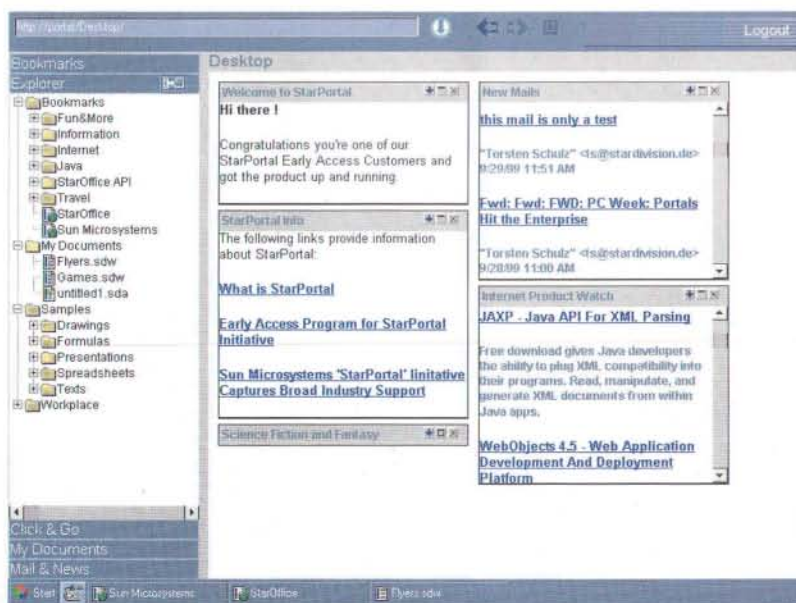 http://portal/Desktop/
Logout
Bookmarks
Explorer
Bookmarks
Fun&More
Information
Internet
Java
StarOffice API
Travel
StarOffice
Sun Microsystems
My Documents
Flyers.sdw
Games.sdw
untitled1.sda
Samples
Drawings
Formulas
Presentations
Spreadsheets
Texts
Workplace
Click & Go
My Documents
Mail & News
Desktop
Welcome to StarPortal
Hi there !
Congratulations you're one of our
StarPortal Early Access Customers and
got the product up and running.
StarPortal Info
The following links provide information
about StarPortal:
What is StarPortal
Early Access Program for StarPortal
Initiative
Sun Microsystems 'StarPortal' Iinitative
Captures Broad Industry Support
Science Fiction and Fantasy
New Mails
this mail is only a test
"Torsten Schulz" <ts@stardivision.de>
9/29/99 11:51 AM
Fwd: Fwd: FWD: PC Week: Portals
Hit the Enterprise
"Torsten Schulz" <ts@stardivision.de>
9/28/99 11:00 AM
Internet Product Watch
JAXP - Java API For XML Parsing
Free download gives Java developers
the ability to plug XML compatibility into
their programs. Read, manipulate, and
generate XML documents from within
Java apps.
WebObjects 4.5 - Web Application
Development And Deployment
Platform
Start
Sun Microsystems
StarOffice
Flyers.sdw